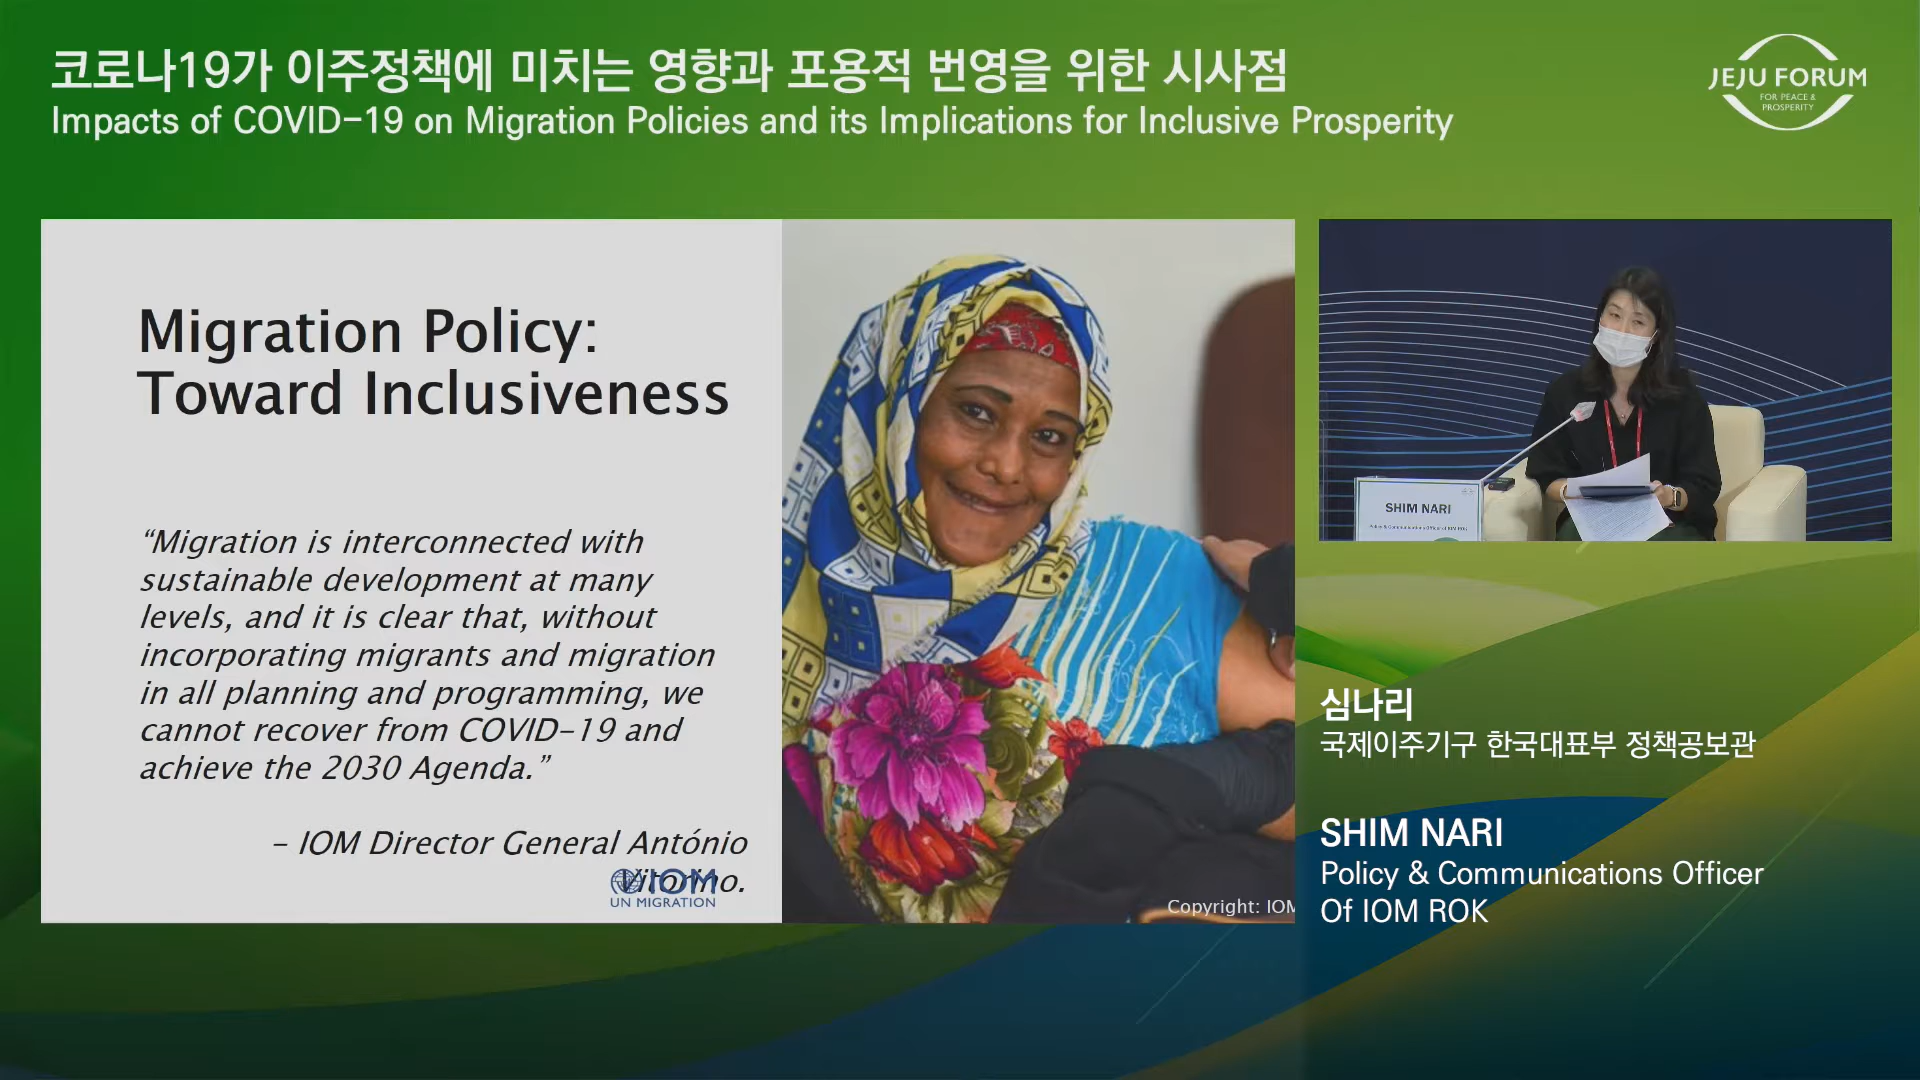 코로나19가 이주정책에 미치는 영향과 포용적 번영을 위한 시사점
Impacts of COVID-19 on Migration Policies and its Implications for Inclusive Prosperity
JEJU FORUM
FOR PEACE &
PROSPERITY
Migration Policy:
Toward Inclusiveness
“Migration is interconnected with
sustainable development at many
levels, and it is clear that, without
incorporating migrants and migration
in all planning and programming, we
cannot recover from COVID-19 and
achieve the 2030 Agenda.”
– IOM Director General António
Vitorino.
IOM
UN MIGRATION
Copyright: IOM
SHIM NARI
Policy & Communications Officer of IOM ROK
심나리
국제이주기구 한국대표부 정책공보관
SHIM NARI
Policy & Communications Officer
Of IOM ROK